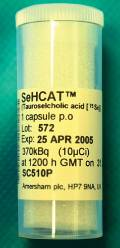 SeHCAT™
(Tauroselcholic acid [⁷⁵Se]
1 capsule p.o
Lot: 572
Exp: 25 APR 2005
370kBq (10µCi)
at 1200 h GMT on
SC510P
Amersham plc, HP7 9NA, U